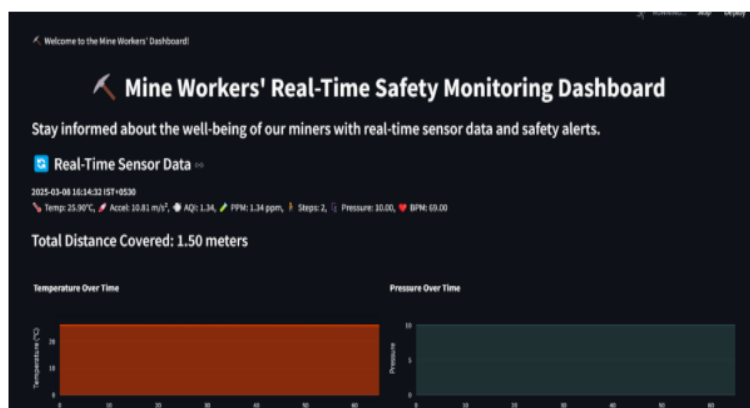 Stop Deploy
Welcome to the Mine Workers' Dashboard!
Mine Workers' Real-Time Safety Monitoring Dashboard
Stay informed about the well-being of our miners with real-time sensor data and safety alerts.
Real-Time Sensor Data
2025-03-08 16:14:32 IST+0530
Temp: 25.90°C, Accel: 10.81 m/s², AQI: 1.34, PPM: 1.34 ppm, Steps: 2, Pressure: 10.00, BPM: 69.00
Total Distance Covered: 1.50 meters
Temperature Over Time
Pressure Over Time
Temperature (°C)
20
10
0
0 10 20 30 40 50 60
Pressure
10
5
0
0 10 20 30 40 50 60